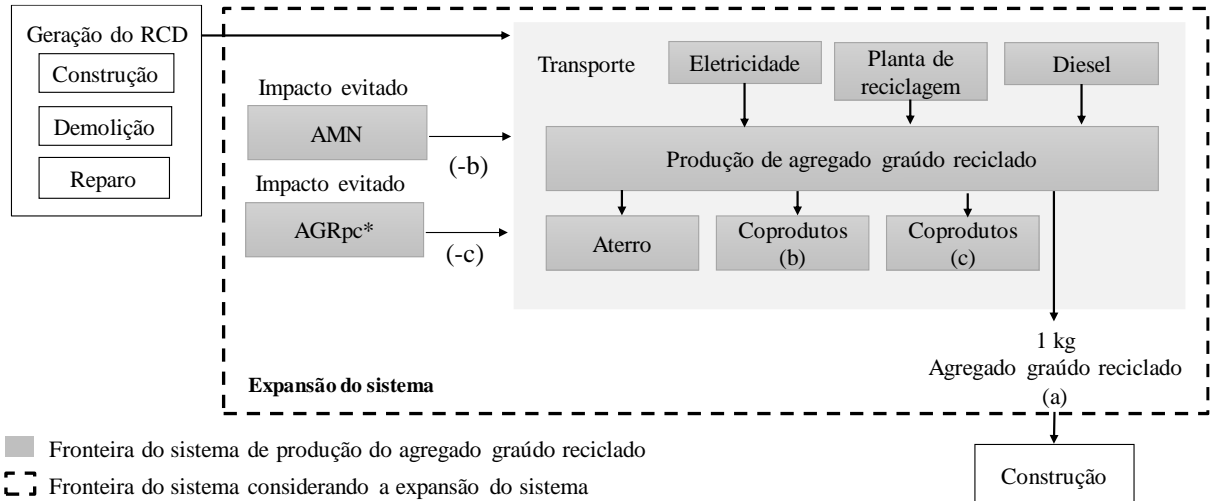 Geração do RCD
Construção
Demolição
Reparo
Impacto evitado
AMN
(-b)
Impacto evitado
AGRpc*
(-c)
Transporte
Eletricidade
Planta de
reciclagem
Diesel
Produção de agregado graúdo reciclado
Aterro
Coprodutos
(b)
Coprodutos
(c)
1 kg
Agregado graúdo reciclado
(a)
Expansão do sistema
Construção
Fronteira do sistema de produção do agregado graúdo reciclado
Fronteira do sistema considerando a expansão do sistema